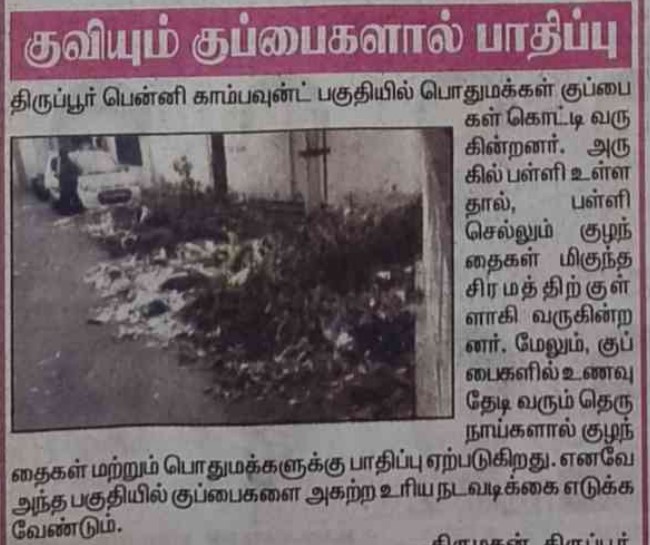 குவியும் குப்பைகளால் பாதிப்பு
திருப்பூர் பென்னி காம்பவுன்ட் பகுதியில் பொதுமக்கள் குப்பை
கள் கொட்டி வரு
கின்றனர். அரு
கில் பள்ளி உள்ள
தால், பள்ளி
செல்லும் குழந்
தைகள் மிகுந்த
சிரமத்திற்குள்
ளாகி வருகின்ற
னர். மேலும், குப்
பைகளில் உணவு
தேடி வரும் தெரு
நாய்களால் குழந்
தைகள் மற்றும் பொதுமக்களுக்கு பாதிப்பு ஏற்படுகிறது. எனவே
அந்த பகுதியில் குப்பைகளை அகற்ற உரிய நடவடிக்கை எடுக்க
வேண்டும்.